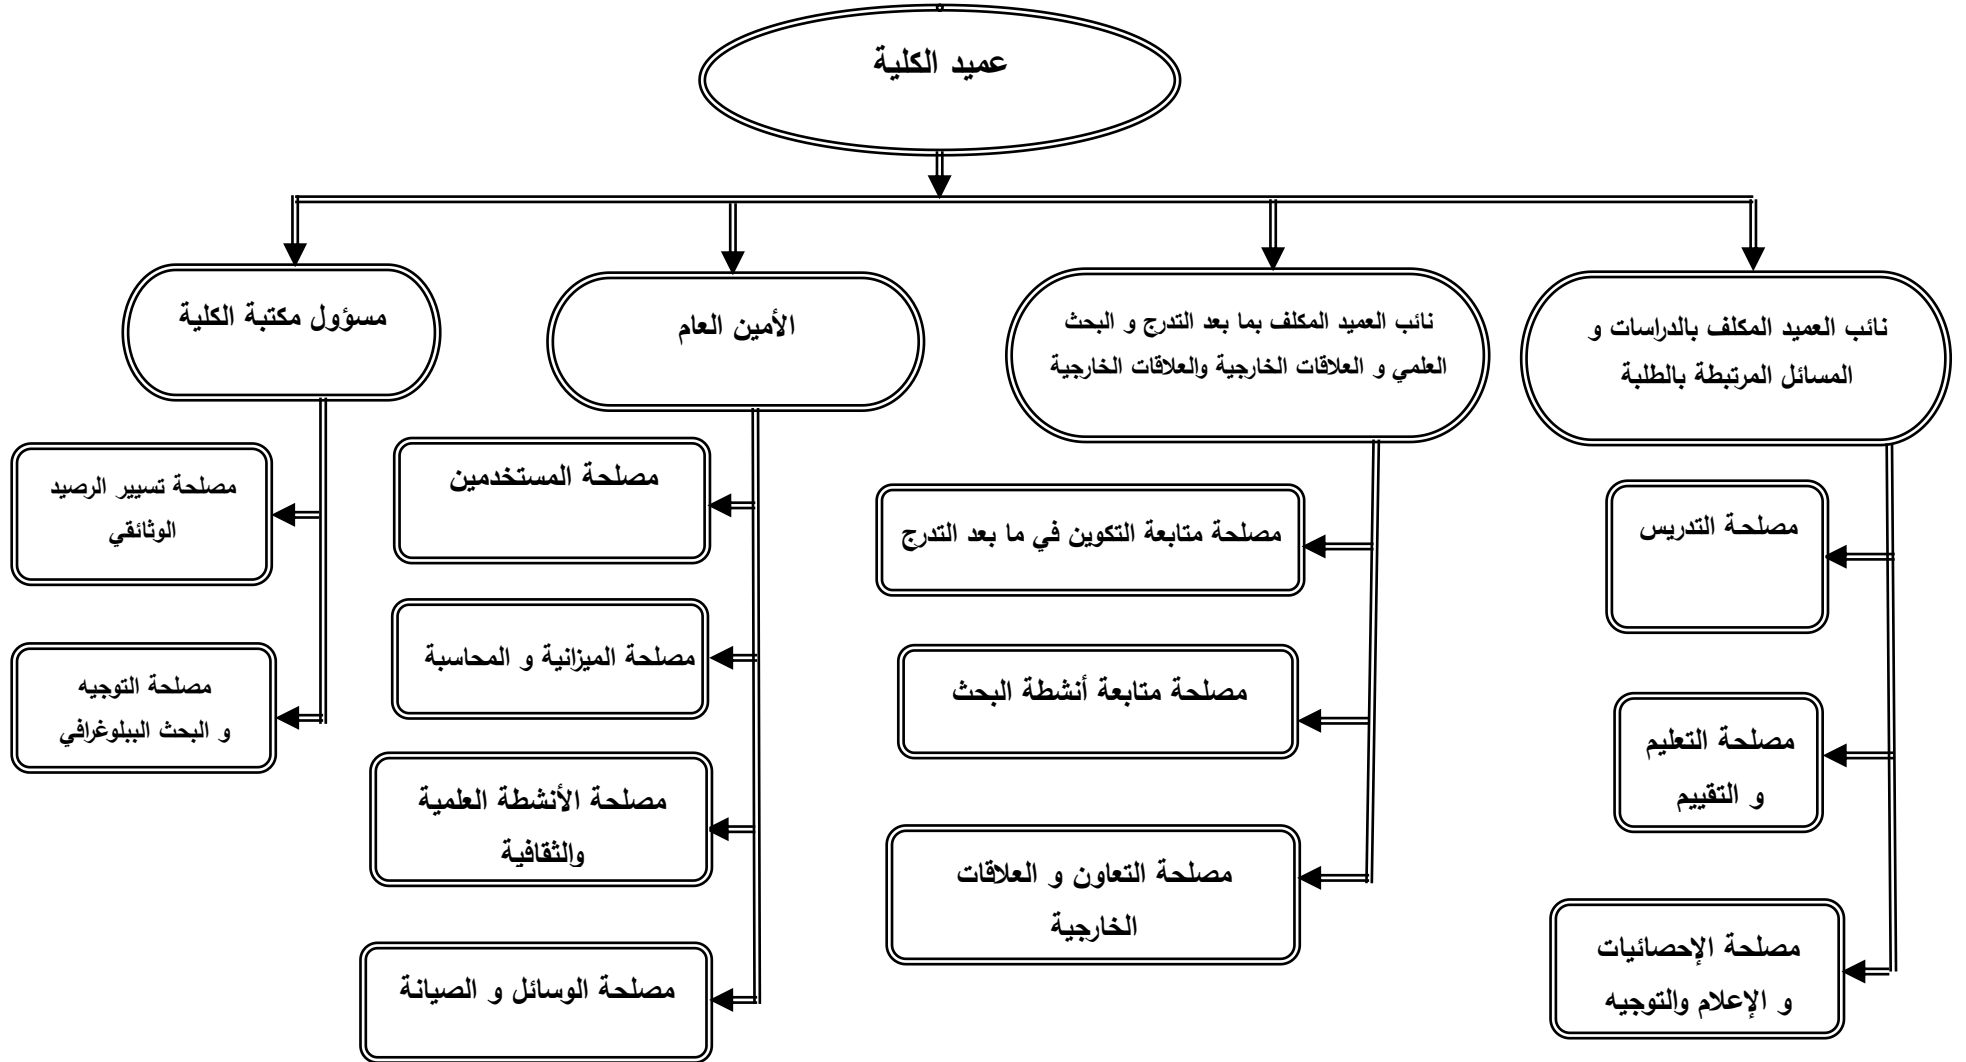 عميد الكلية
نائب العميد المكلف بالدراسات و
المسائل المرتبطة بالطلبة
نائب العميد المكلف بما بعد التدرج و البحث
العلمي و العلاقات الخارجية والعلاقات الخارجية
الأمين العام
مسؤول مكتبة الكلية
مصلحة التدريس
مصلحة التعليم
و التقييم
مصلحة الإحصائيات
و الإعلام والتوجيه
مصلحة متابعة التكوين في ما بعد التدرج
مصلحة متابعة أنشطة البحث
مصلحة التعاون و العلاقات
الخارجية
مصلحة المستخدمين
مصلحة الميزانية و المحاسبة
مصلحة الأنشطة العلمية
والثقافية
مصلحة الوسائل و الصيانة
مصلحة تسيير الرصيد
الوثائقي
مصلحة التوجيه
و البحث الببلوغرافي